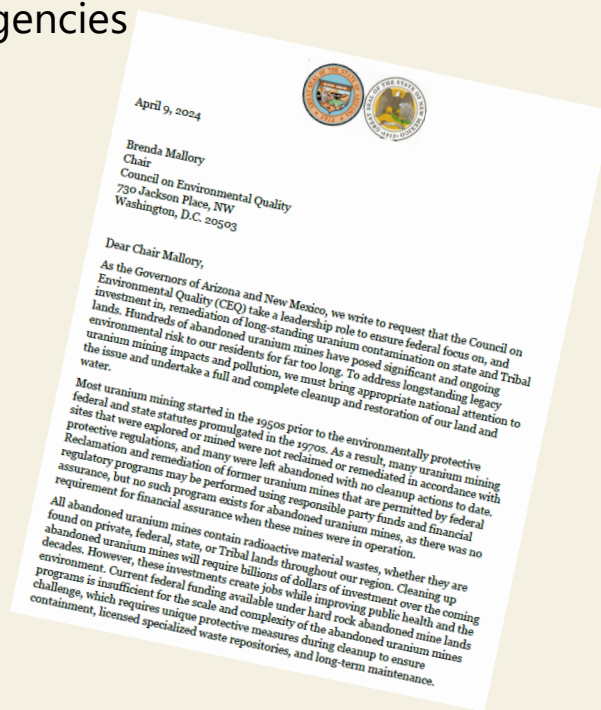 gencies
April 9, 2024
Brenda Mallory
Chair
Council on Environmental Quality
730 Jackson Place, NW
Washington, D.C. 20503
Dear Chair Mallory,
As the Governors of Arizona and New Mexico, we write to request that the Council on
Environmental Quality (CEQ) take a leadership role to ensure federal focus on, and
investment in, remediation of long-standing uranium contamination on state and Tribal
lands. Hundreds of abandoned uranium mines have posed significant and ongoing
environmental risk to our residents for far too long. To address longstanding legacy
uranium mining impacts and pollution, we must bring appropriate national attention to
the issue and undertake a full and complete cleanup and restoration of our land and
water.
Most uranium mining started in the 1950s prior to the environmentally protective
federal and state statutes promulgated in the 1970s. As a result, many uranium mining
sites that were explored or mined were not reclaimed or remediated in accordance with
protective regulations, and many were left abandoned with no cleanup actions to date.
Reclamation and remediation of former uranium mines that are permitted by federal
regulatory programs may be performed using responsible party funds and financial
assurance, but no such program exists for abandoned uranium mines, as there was no
requirement for financial assurance when these mines were in operation.
All abandoned uranium mines contain radioactive material wastes, whether they are
found on private, federal, state, or Tribal lands throughout our region. Cleaning up
abandoned uranium mines will require billions of dollars of investment over the coming
decades. However, these investments create jobs while improving public health and the
environment. Current federal funding available under hard rock abandoned mine lands
programs is insufficient for the scale and complexity of the abandoned uranium mines
challenge, which requires unique protective measures during cleanup to ensure
containment, licensed specialized waste repositories, and long-term maintenance.